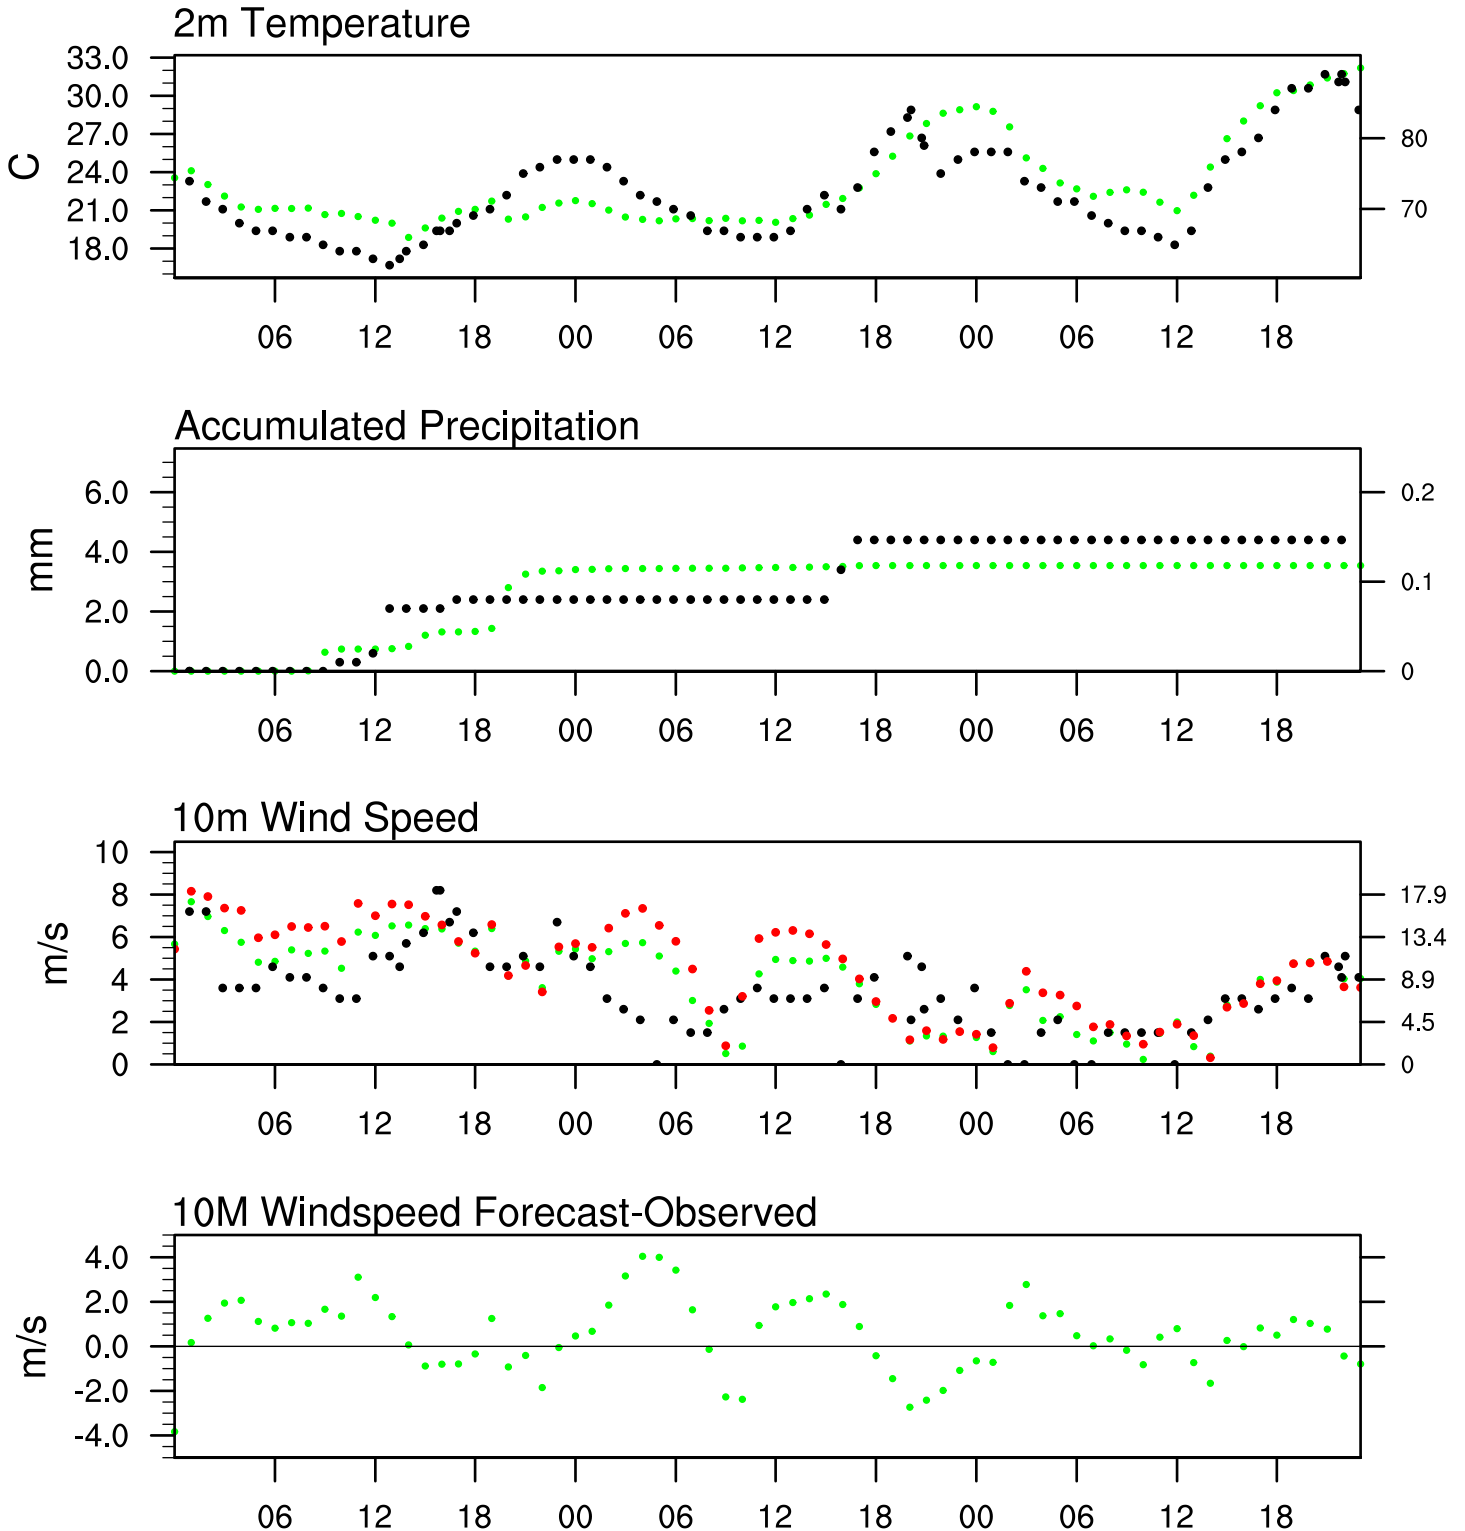 2m Temperature
33.0
30.0
27.0
24.0
21.0
18.0
C
80
70
06 12 18 00 06 12 18 00 06 12 18
Accumulated Precipitation
6.0
4.0
2.0
0.0
mm
0.2
0.1
0
06 12 18 00 06 12 18 00 06 12 18
10m Wind Speed
10
8
6
4
2
0
m/s
17.9
13.4
8.9
4.5
0
06 12 18 00 06 12 18 00 06 12 18
10M Windspeed Forecast-Observed
4.0
2.0
0.0
-2.0
-4.0
m/s
06 12 18 00 06 12 18 00 06 12 18